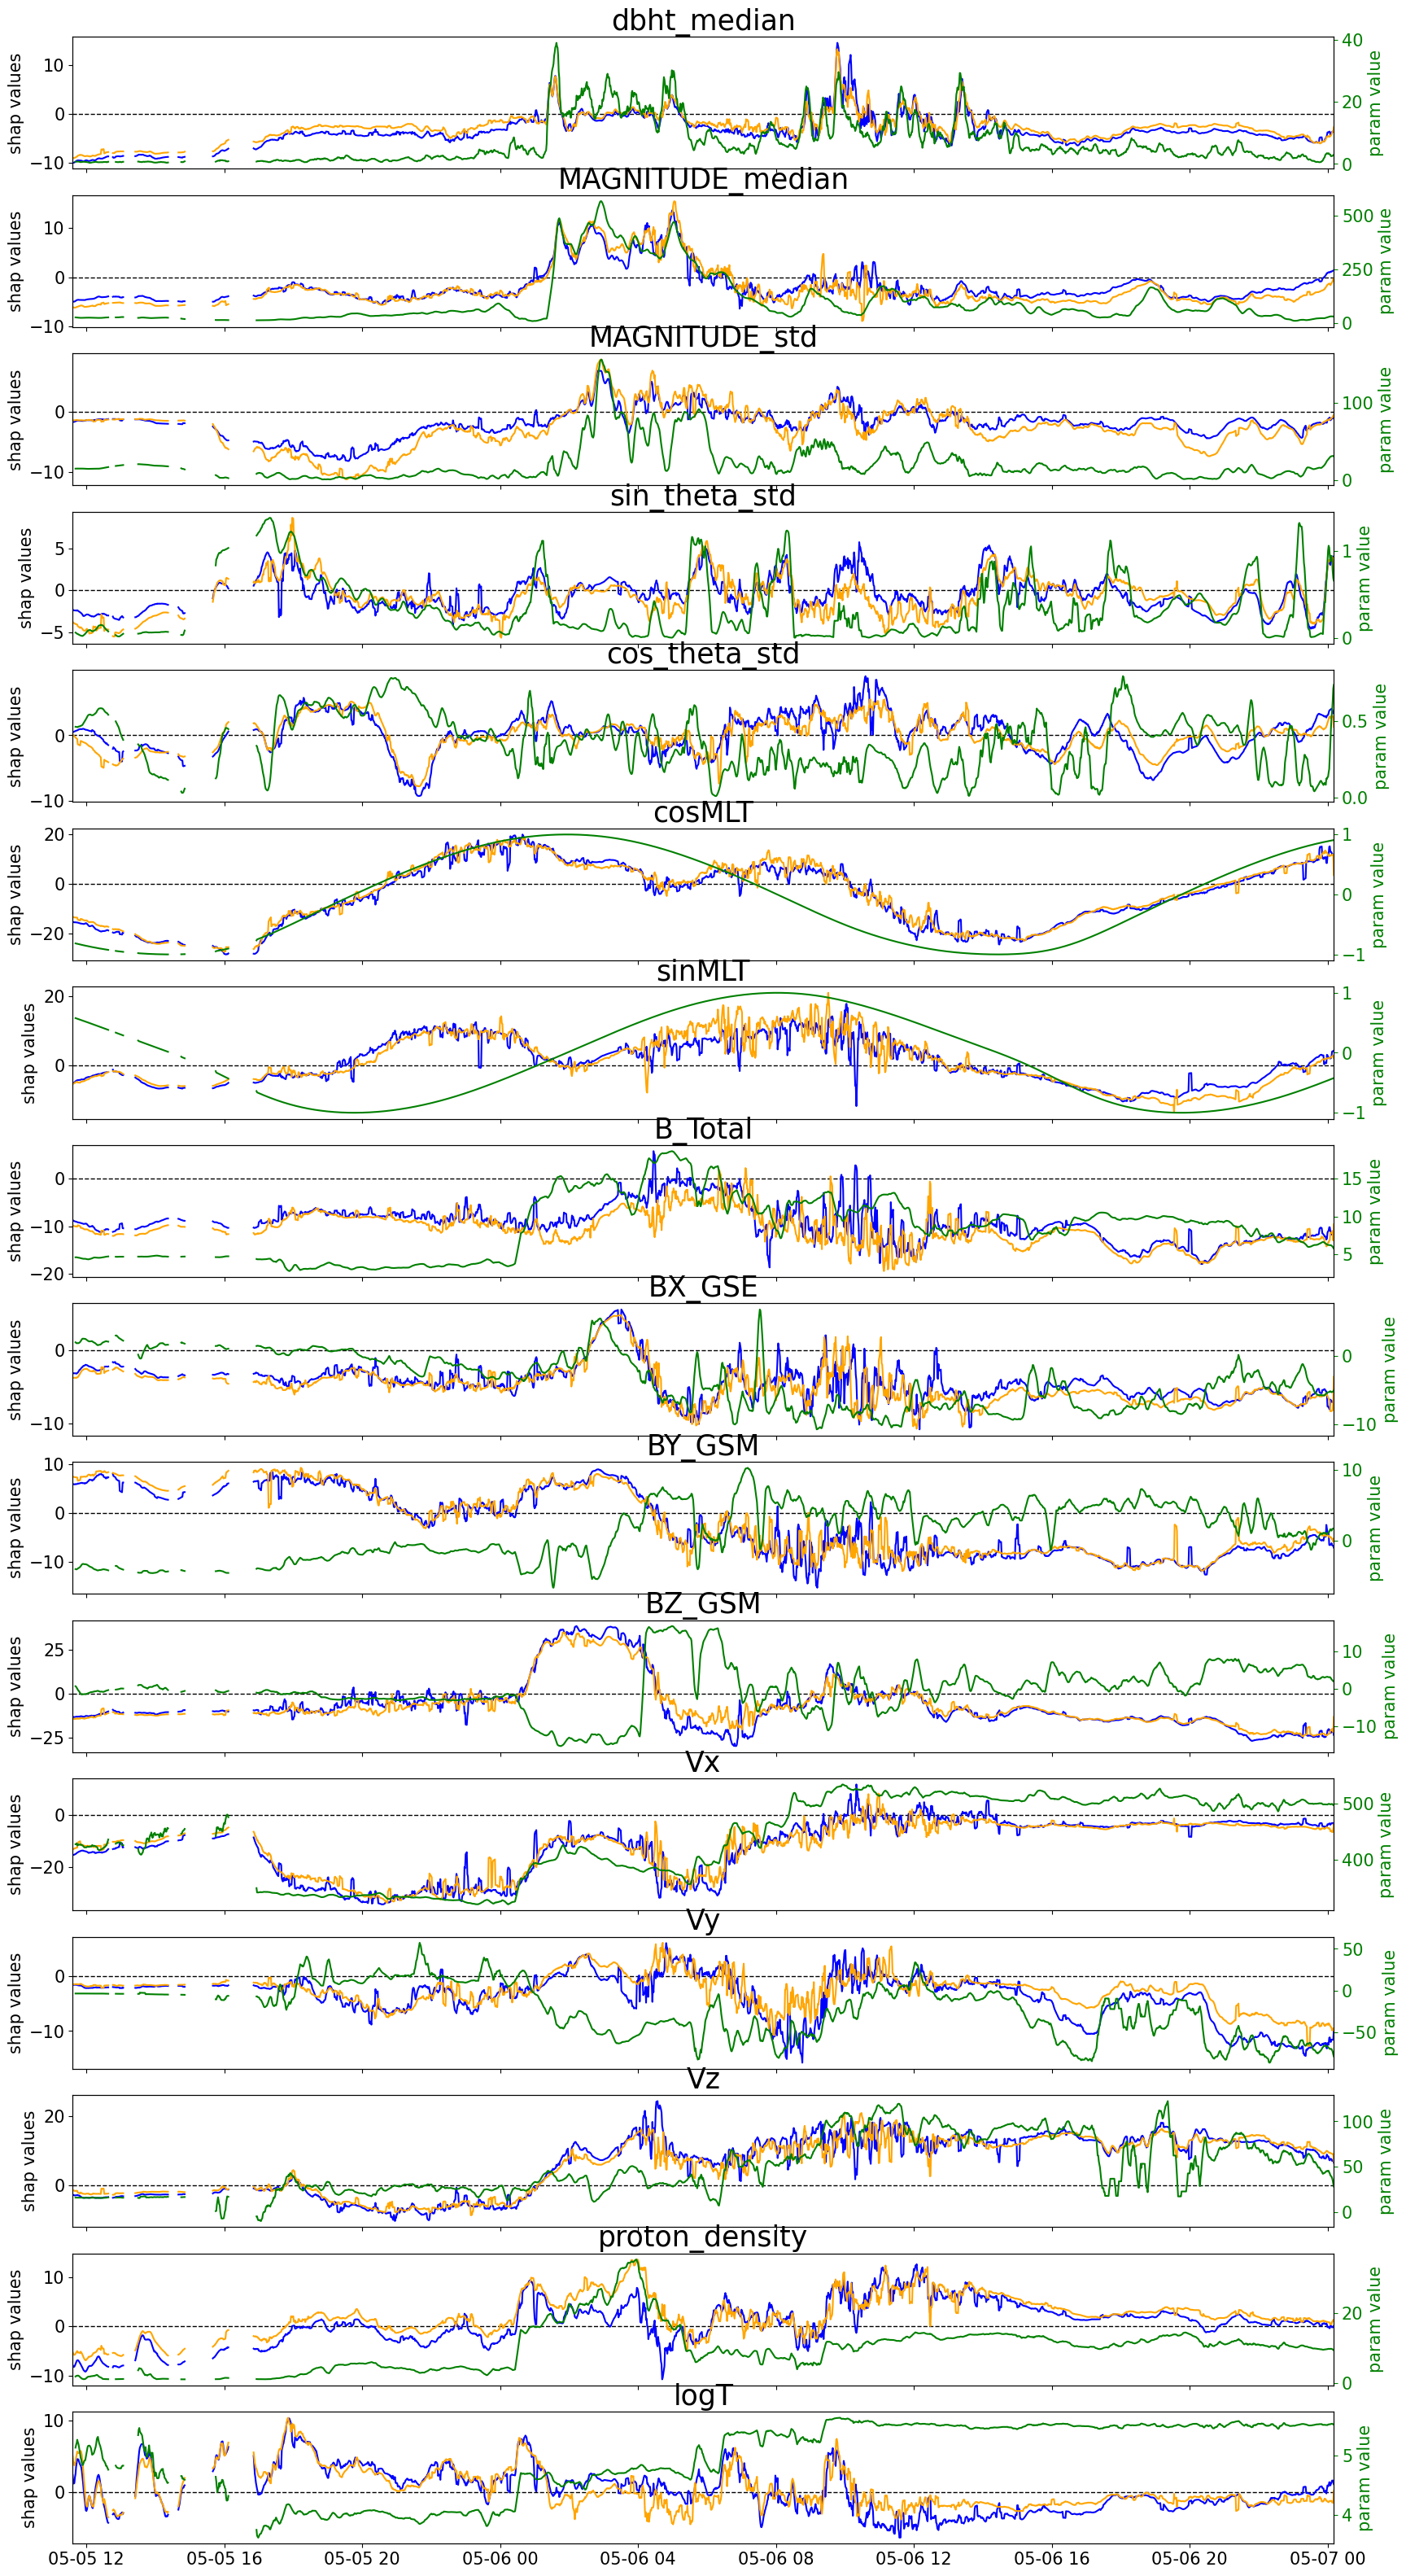 dbht_median
shap values
10
0
−10
40
20
0
param value
MAGNITUDE_median
shap values
10
0
−10
500
250
0
param value
MAGNITUDE_std
shap values
0
−10
100
0
param value
sin_theta_std
shap values
5
0
−5
1
0
param value
cos_theta_std
shap values
0
−10
0.5
0.0
param value
cosMLT
shap values
20
0
−20
1
0
−1
param value
sinMLT
shap values
20
0
1
0
−1
param value
B_Total
shap values
0
−10
−20
15
10
5
param value
BX_GSE
shap values
0
−10
0
−10
param value
BY_GSM
shap values
10
0
−10
10
0
param value
BZ_GSM
shap values
25
0
−25
10
0
−10
param value
Vx
shap values
0
−20
500
400
param value
Vy
shap values
0
−10
50
0
−50
param value
Vz
shap values
20
0
100
50
0
param value
proton_density
shap values
10
0
−10
20
0
param value
logT
shap values
10
5
0
5
4
param value
05-05 12 05-05 16 05-05 20 05-06 00 05-06 04 05-06 08 05-06 12 05-06 16 05-06 20 05-07 00